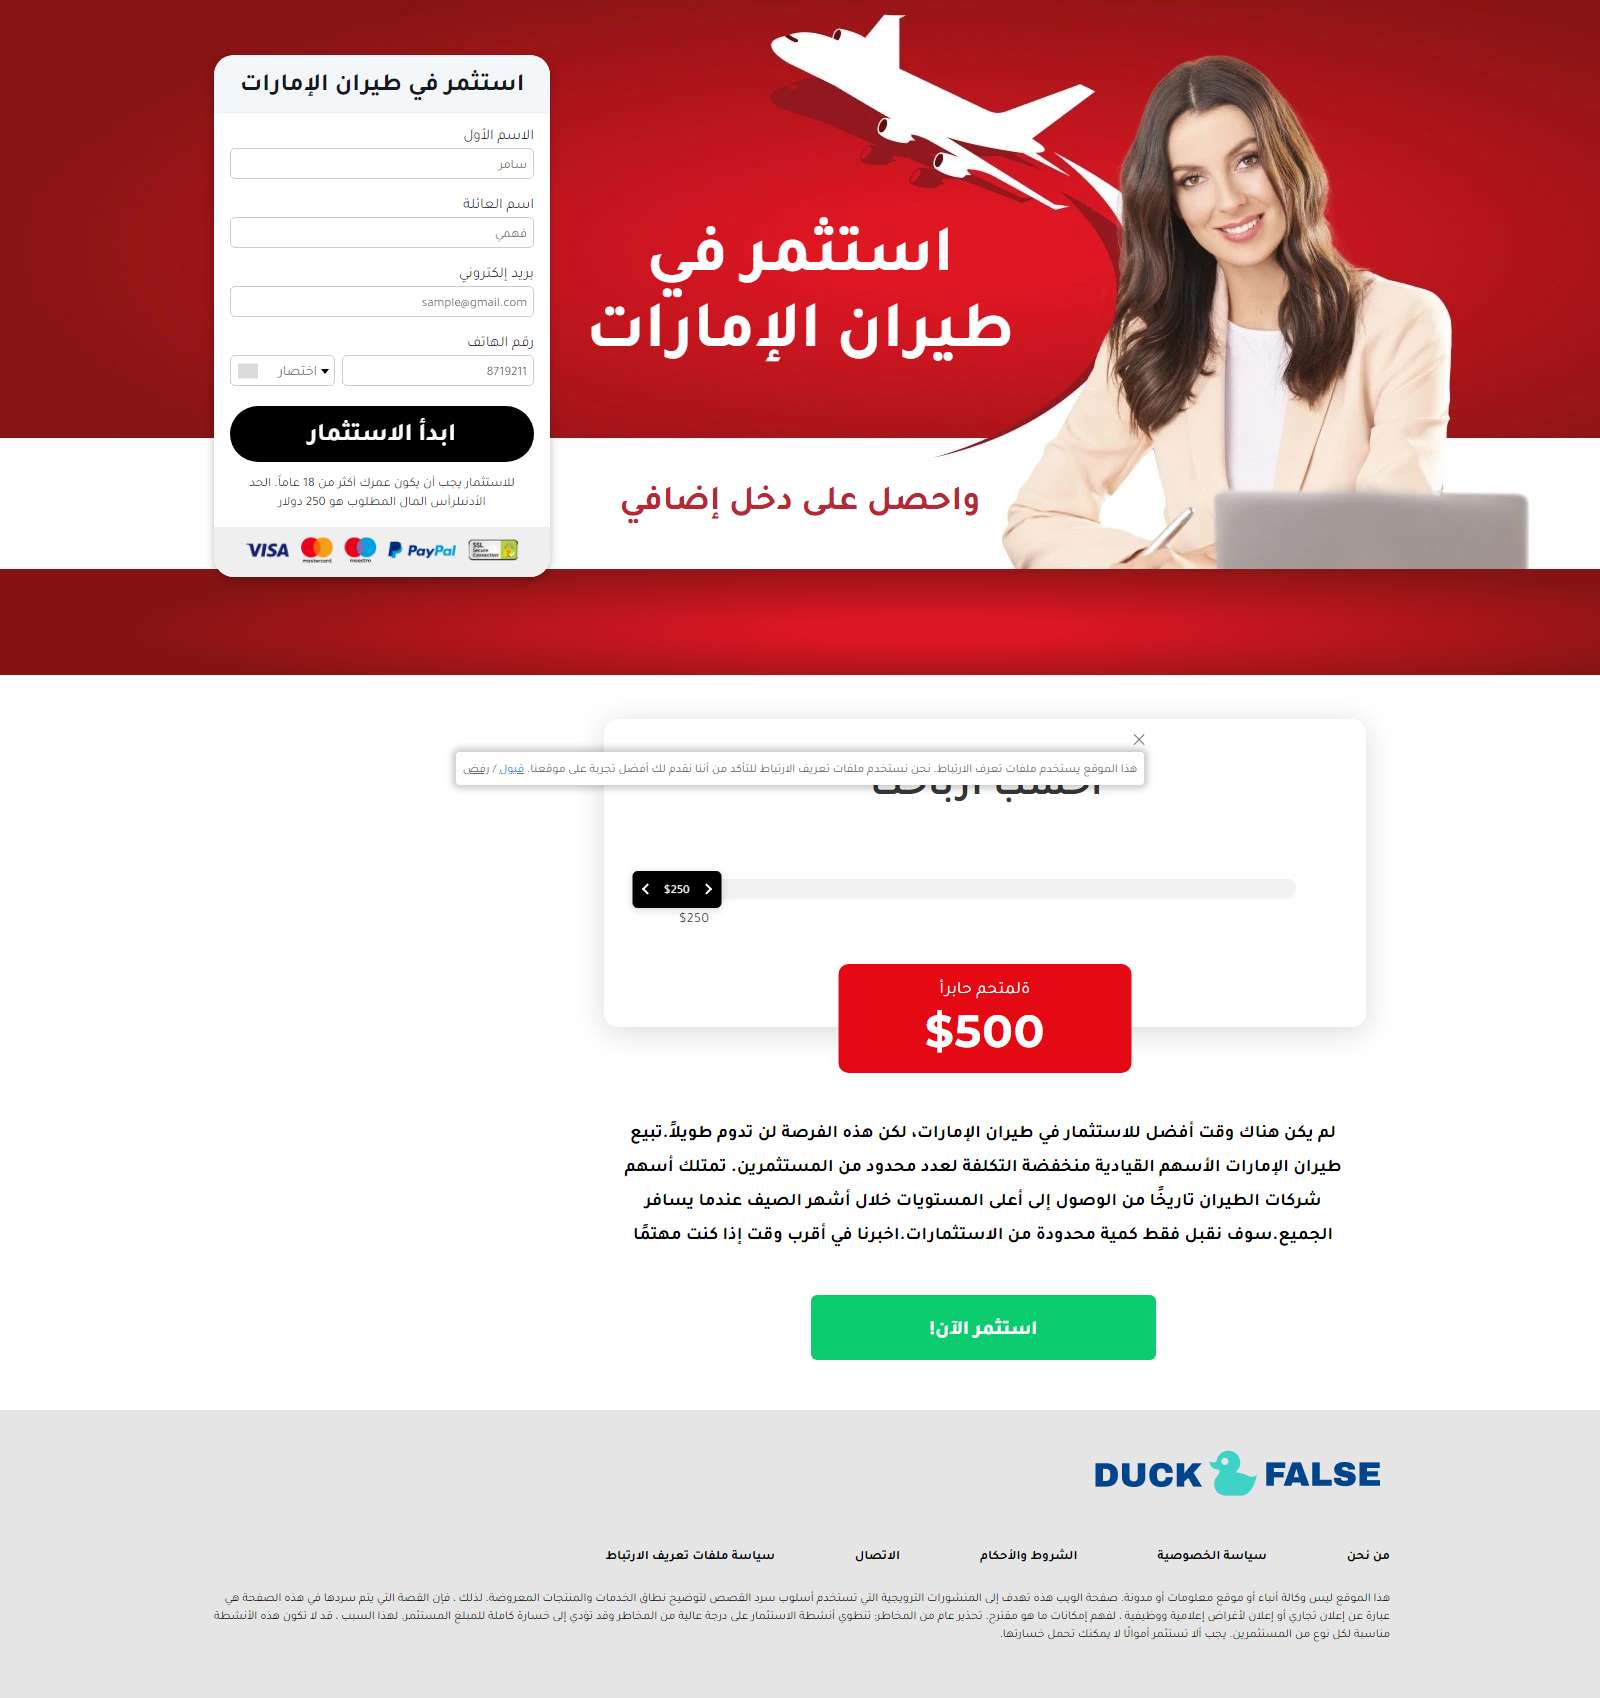 استثمر في طيران الإمارات
الاسم الأول
سامر
اسم العائلة
فهمي
بريد إلكتروني
sample@gmail.com
رقم الهاتف
8719211
اختصار
ابدأ الاستثمار
للاستثمار يجب أن يكون عمرك أكثر من 18 عاماً. الحد
الأدنىلرأس المال المطلوب هو 250 دولار
VISA
mastercard
maestro
PayPal
SSL
Secure
Connection
استثمر في
طيران الإمارات
واحصل على دخل إضافي
هذا الموقع يستخدم ملفات تعرف الارتباط. نحن نستخدم ملفات تعريف الارتباط للتأكد من أننا نقدم لك أفضل تجربة على موقعنا. قبول / رفض
$250
$250
ةلمتحم حابرأ
$500
لم يكن هناك وقت أفضل للاستثمار في طيران الإمارات، لكن هذه الفرصة لن تدوم طويلاً.تبيع
طيران الإمارات الأسهم القيادية منخفضة التكلفة لعدد محدود من المستثمرين. تمتلك أسهم
شركات الطيران تاريخًا من الوصول إلى أعلى المستويات خلال أشهر الصيف عندما يسافر
الجميع.سوف نقبل فقط كمية محدودة من الاستثمارات.اخبرنا في أقرب وقت إذا كنت مهتمًا
استثمر الآن!
DUCK FALSE
من نحن
سياسة الخصوصية
الشروط والأحكام
الاتصال
سياسة ملفات تعريف الارتباط
هذا الموقع ليس وكالة أنباء أو موقع معلومات أو مدونة. صفحة الويب هذه تهدف إلى المنشورات الترويجية التي تستخدم أسلوب سرد القصص لتوضيح نطاق الخدمات والمنتجات المعروضة. لذلك ، فإن القصة التي يتم سردها في هذه الصفحة هي
عبارة عن إعلان تجاري أو إعلان لأغراض إعلامية ووظيفية ، لفهم إمكانات ما هو مقترح. تحذير عام من المخاطر: تنطوي أنشطة الاستثمار على درجة عالية من المخاطر وقد تؤدي إلى خسارة كاملة للمبلغ المستثمر. لهذا السبب ، قد لا تكون هذه الأنشطة
مناسبة لكل نوع من المستثمرين. يجب ألا تستثمر أموالًا لا يمكنك تحمل خسارتها.